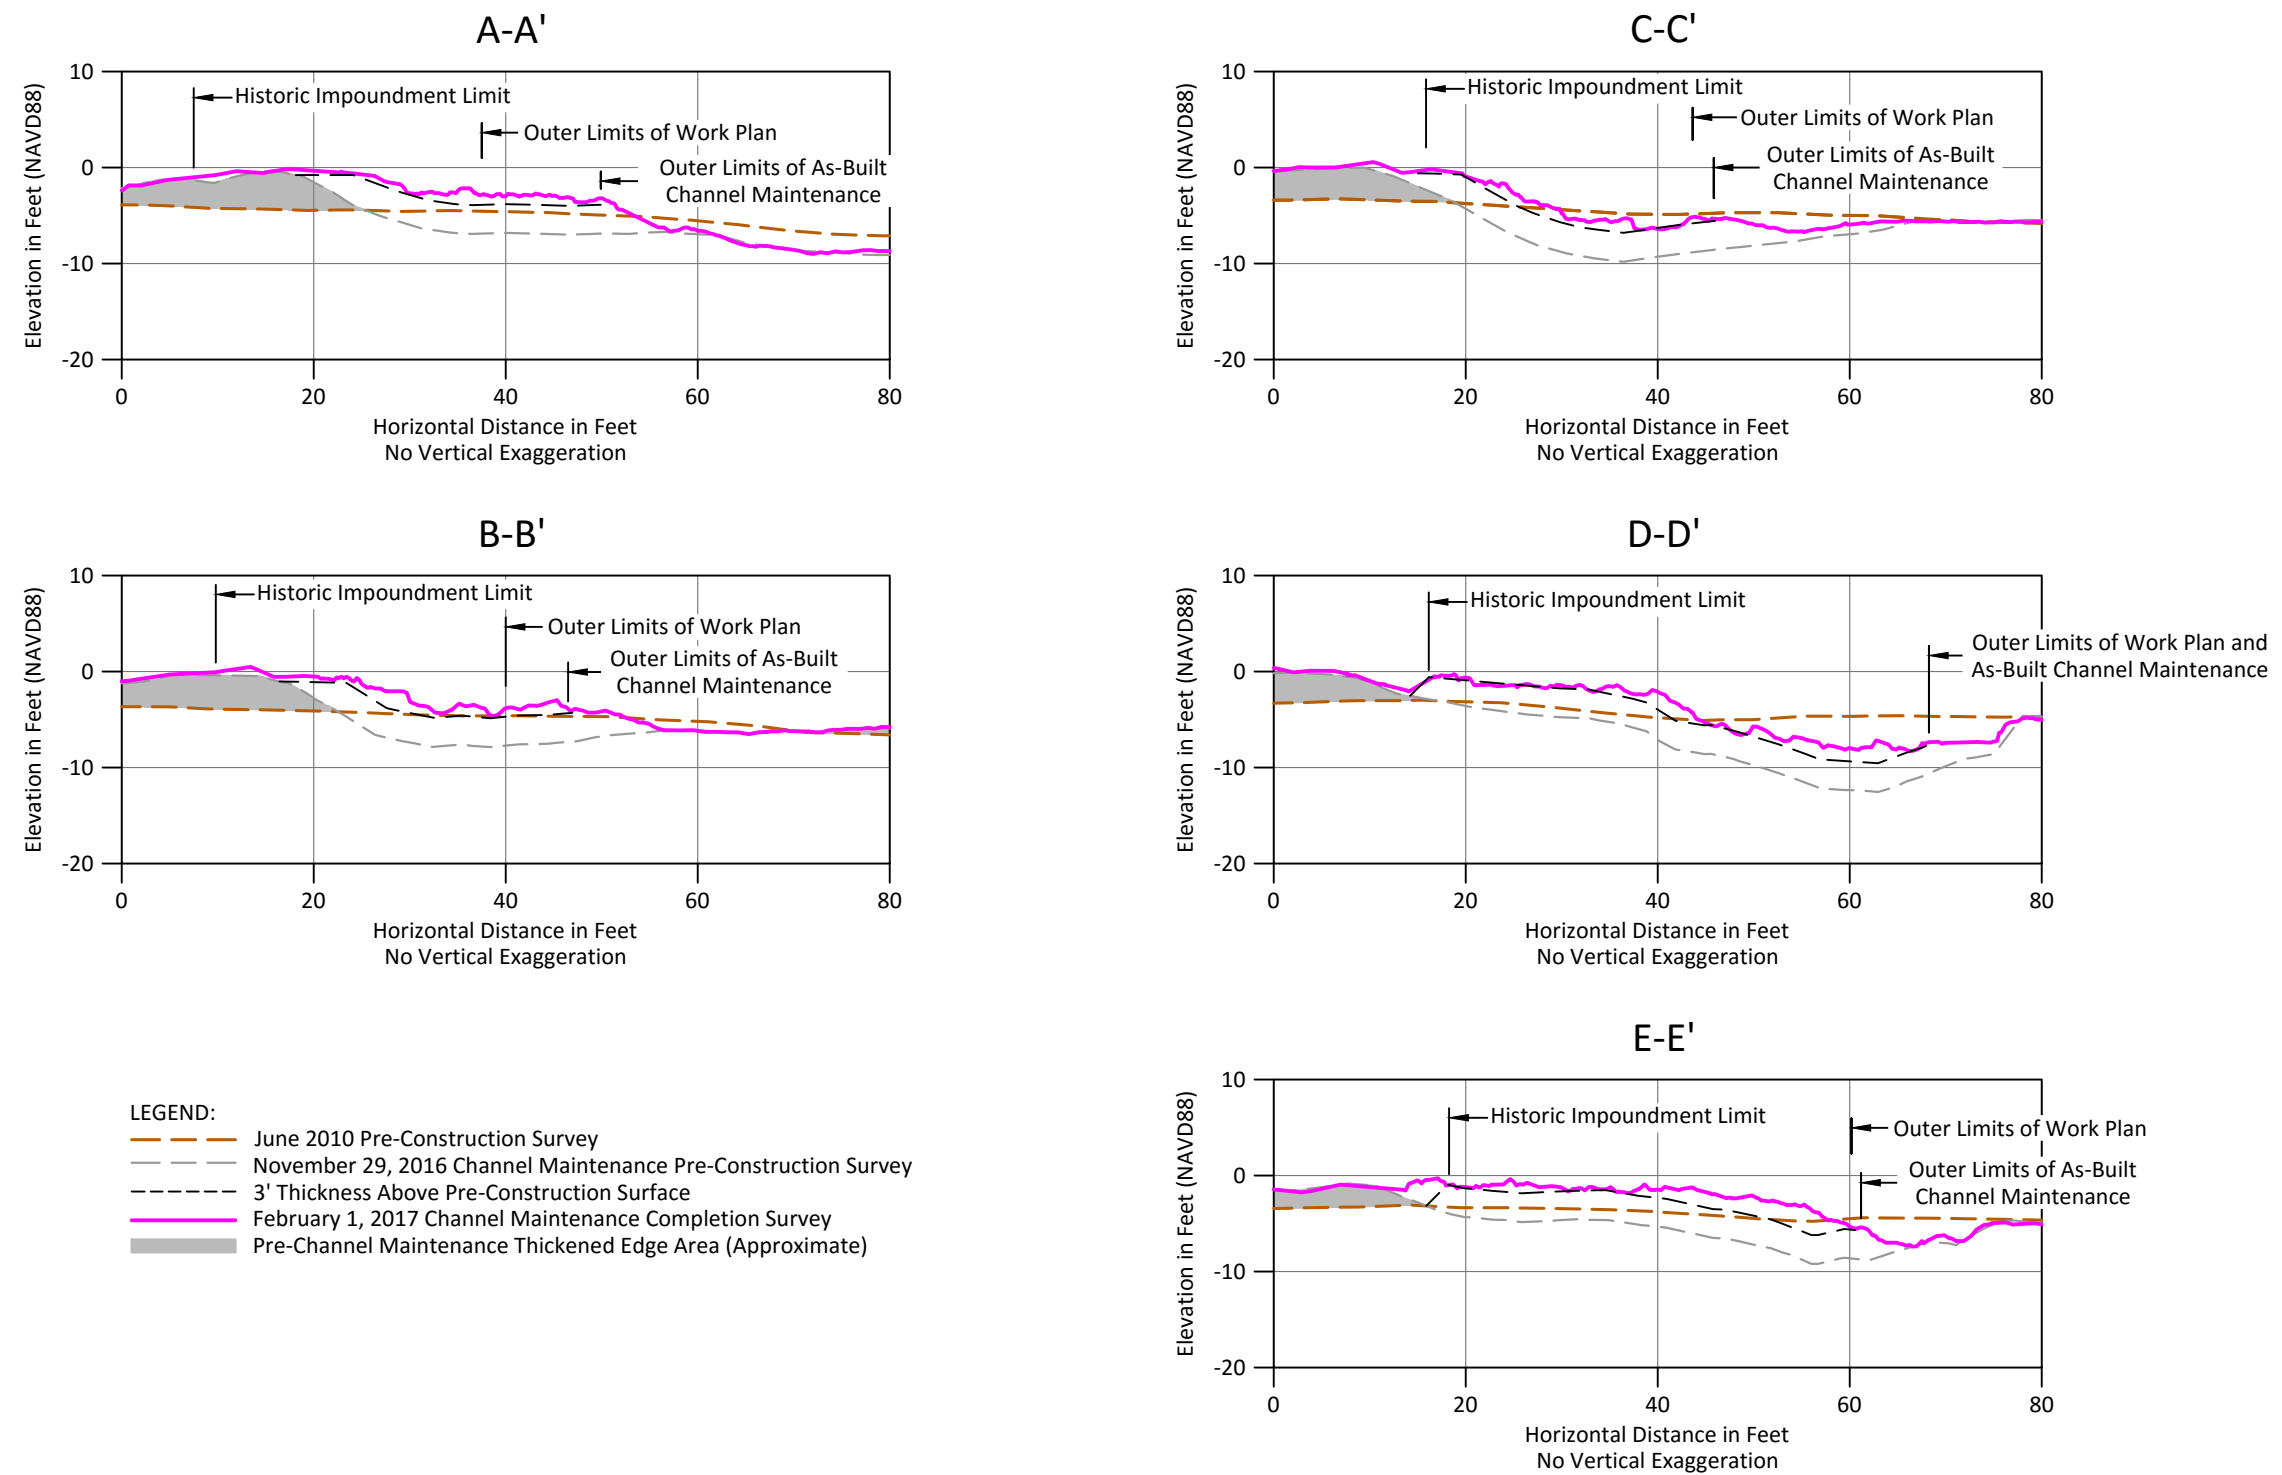 A-A'
10
0
-10
-20
Elevation in Feet (NAVD88)
Historic Impoundment Limit
Outer Limits of Work Plan
Outer Limits of As-Built
Channel Maintenance
0 20 40 60 80
Horizontal Distance in Feet
No Vertical Exaggeration
C-C'
10
0
-10
-20
Elevation in Feet (NAVD88)
Historic Impoundment Limit
Outer Limits of Work Plan
Outer Limits of As-Built
Channel Maintenance
0 20 40 60 80
Horizontal Distance in Feet
No Vertical Exaggeration
B-B'
10
0
-10
-20
Elevation in Feet (NAVD88)
Historic Impoundment Limit
Outer Limits of Work Plan
Outer Limits of As-Built
Channel Maintenance
0 20 40 60 80
Horizontal Distance in Feet
No Vertical Exaggeration
D-D'
10
0
-10
-20
Elevation in Feet (NAVD88)
Historic Impoundment Limit
Outer Limits of Work Plan and
As-Built Channel Maintenance
0 20 40 60 80
Horizontal Distance in Feet
No Vertical Exaggeration
LEGEND:
June 2010 Pre-Construction Survey
November 29, 2016 Channel Maintenance Pre-Construction Survey
3' Thickness Above Pre-Construction Surface
February 1, 2017 Channel Maintenance Completion Survey
Pre-Channel Maintenance Thickened Edge Area (Approximate)
E-E'
10
0
-10
-20
Elevation in Feet (NAVD88)
Historic Impoundment Limit
Outer Limits of Work Plan
Outer Limits of As-Built
Channel Maintenance
0 20 40 60 80
Horizontal Distance in Feet
No Vertical Exaggeration